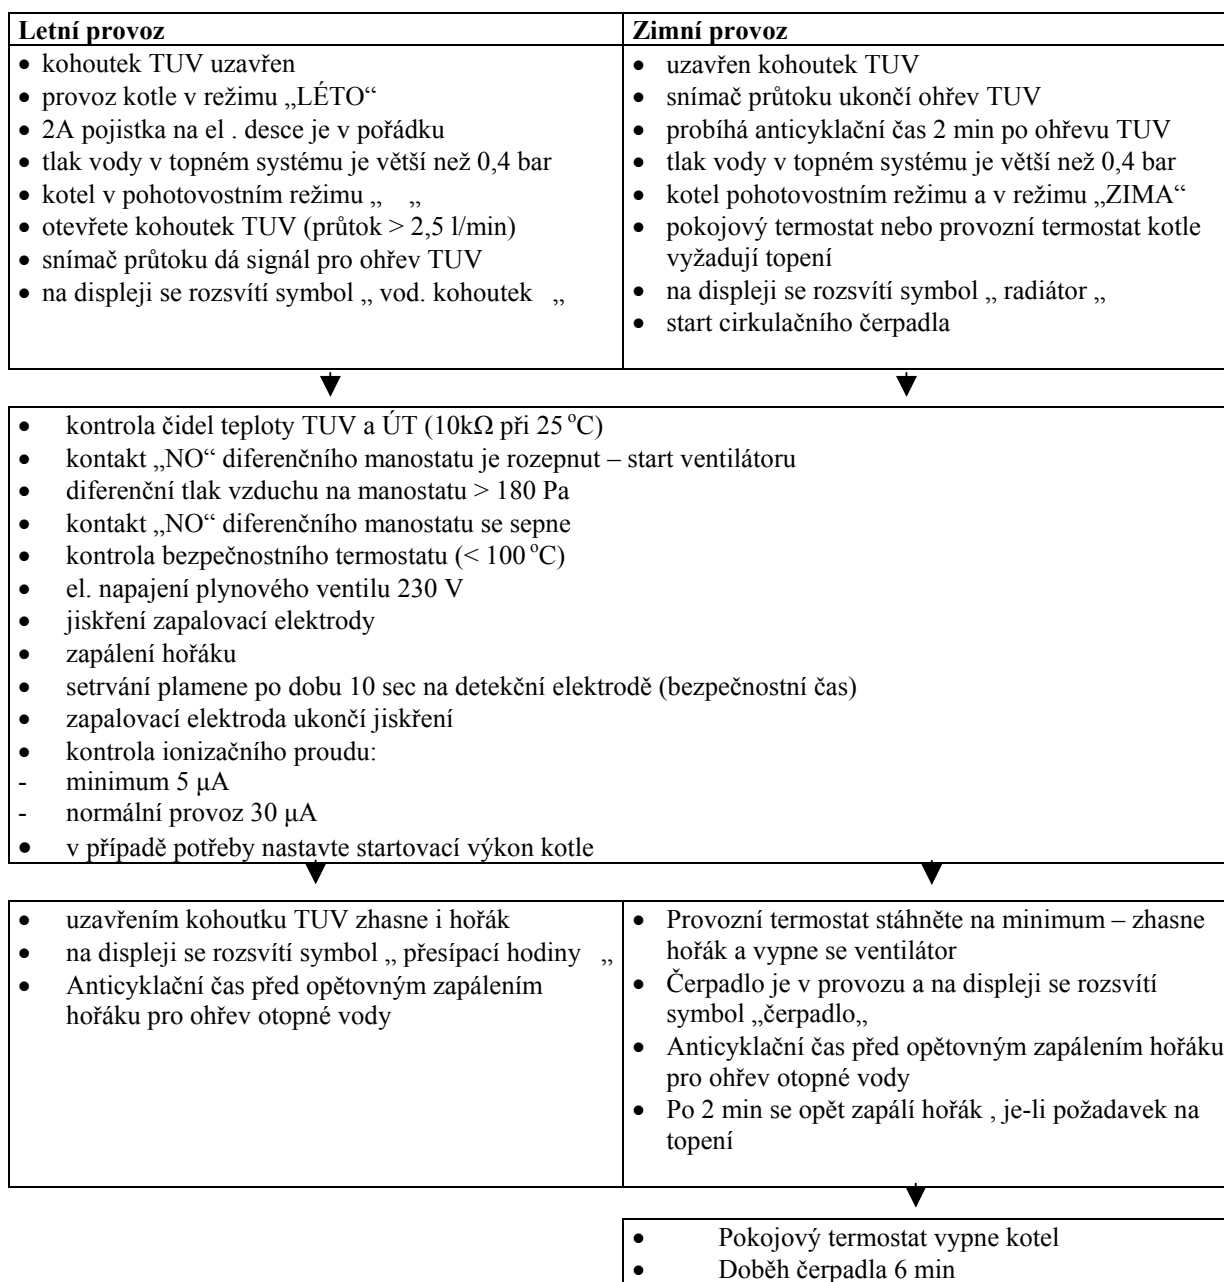 Letní provoz
• kohoutek TUV uzavřen
• provoz kotle v režimu „LÉTO“
• 2A pojistka na el . desce je v pořádku
• tlak vody v topném systému je větší než 0,4 bar
• kotel v pohotovostním režimu „ „
• otevřete kohoutek TUV (průtok > 2,5 l/min)
• snímač průtoku dá signál pro ohřev TUV
• na displeji se rozsvítí symbol „ vod. kohoutek „
Zimní provoz
• uzavřen kohoutek TUV
• snímač průtoku ukončí ohřev TUV
• probíhá anticyklační čas 2 min po ohřevu TUV
• tlak vody v topném systému je větší než 0,4 bar
• kotel pohotovostním režimu a v režimu „ZIMA“
• pokojový termostat nebo provozní termostat kotle
vyžadují topení
• na displeji se rozsvítí symbol „ radiátor „
• start cirkulačního čerpadla
• kontrola čidel teploty TUV a ÚT (10kΩ při 25 °C)
• kontakt „NO“ diferenčního manostatu je rozepnut – start ventilátoru
• diferenční tlak vzduchu na manostatu > 180 Pa
• kontakt „NO“ diferenčního manostatu se sepne
• kontrola bezpečnostního termostatu (< 100 °C)
• el. napajení plynového ventilu 230 V
• jiskření zapalovací elektrody
• zapálení hořáku
• setrvání plamene po dobu 10 sec na detekční elektrodě (bezpečnostní čas)
• zapalovací elektroda ukončí jiskření
• kontrola ionizačního proudu:
- minimum 5 µA
- normální provoz 30 µA
• v případě potřeby nastavte startovací výkon kotle
• uzavřením kohoutku TUV zhasne i hořák
• na displeji se rozsvítí symbol „ přesípací hodiny „
• Anticyklační čas před opětovným zapálením
hořáku pro ohřev otopné vody
• Provozní termostat stáhněte na minimum – zhasne
hořák a vypne se ventilátor
• Čerpadlo je v provozu a na displeji se rozsvítí
symbol „čerpadlo„
• Anticyklační čas před opětovným zapálením hořáku
pro ohřev otopné vody
• Po 2 min se opět zapálí hořák , je-li požadavek na
topení
• Pokojový termostat vypne kotel
• Doběh čerpadla 6 min